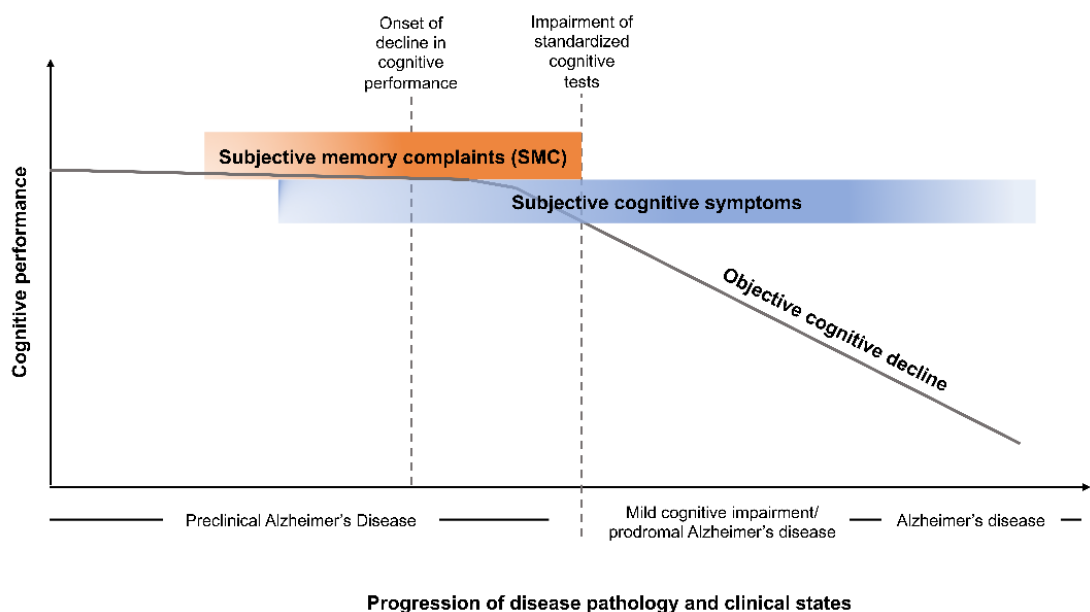 Onset of
decline in
cognitive
performance
Impairment of
standardized
cognitive
tests
Subjective memory complaints (SMC)
Subjective cognitive symptoms
Cognitive performance
Objective cognitive decline
Preclinical Alzheimer's Disease
Mild cognitive impairment/
prodromal Alzheimer's disease
Alzheimer's disease
Progression of disease pathology and clinical states